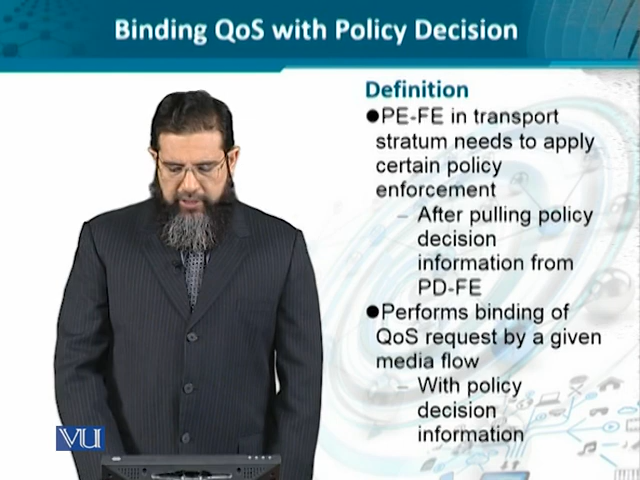 Binding QoS with Policy Decision
Definition
●PE-FE in transport
stratum needs to apply
certain policy
enforcement
– After pulling policy
decision
information from
PD-FE
●Performs binding of
QoS request by a given
media flow
– With policy
decision
information
VU